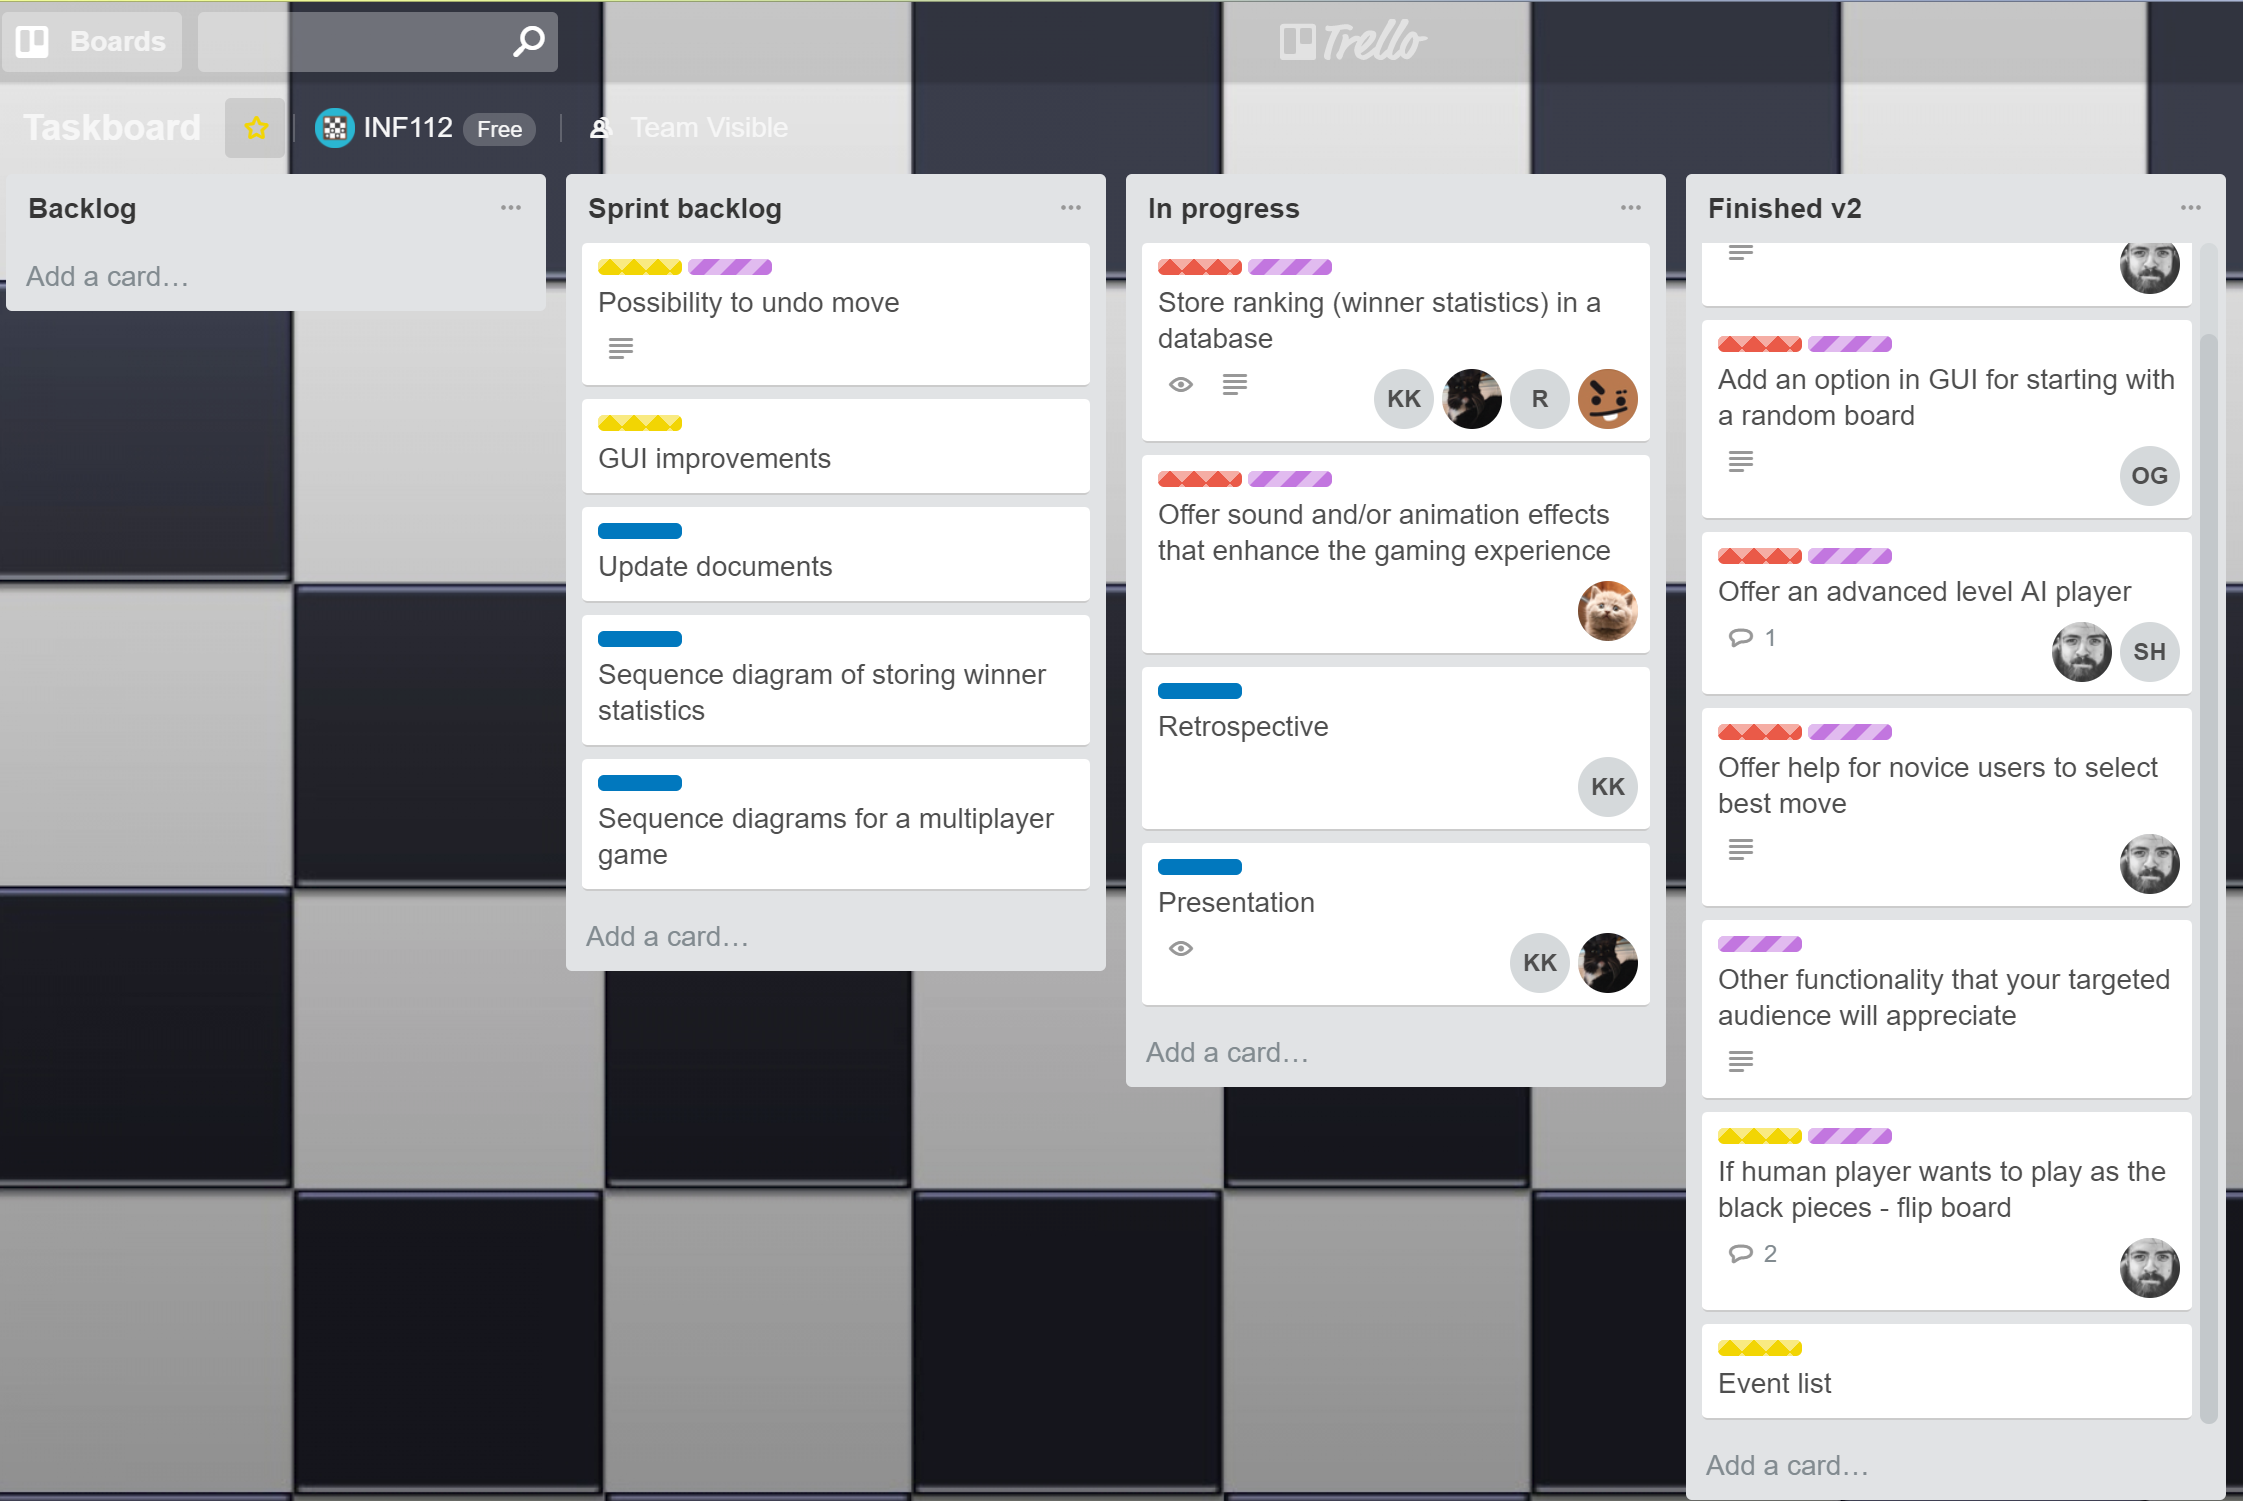 Boards
Trello
Taskboard
INF112 Free
Team Visible
Backlog
Add a card…
Sprint backlog
Possibility to undo move
GUI improvements
Update documents
Sequence diagram of storing winner
statistics
Sequence diagrams for a multiplayer
game
Add a card…
In progress
Store ranking (winner statistics) in a
database
KK
R
Offer sound and/or animation effects
that enhance the gaming experience
Retrospective
KK
Presentation
KK
Add a card…
Finished v2
Add an option in GUI for starting with
a random board
OG
Offer an advanced level AI player
1
SH
Offer help for novice users to select
best move
Other functionality that your targeted
audience will appreciate
If human player wants to play as the
black pieces - flip board
2
Event list
Add a card…